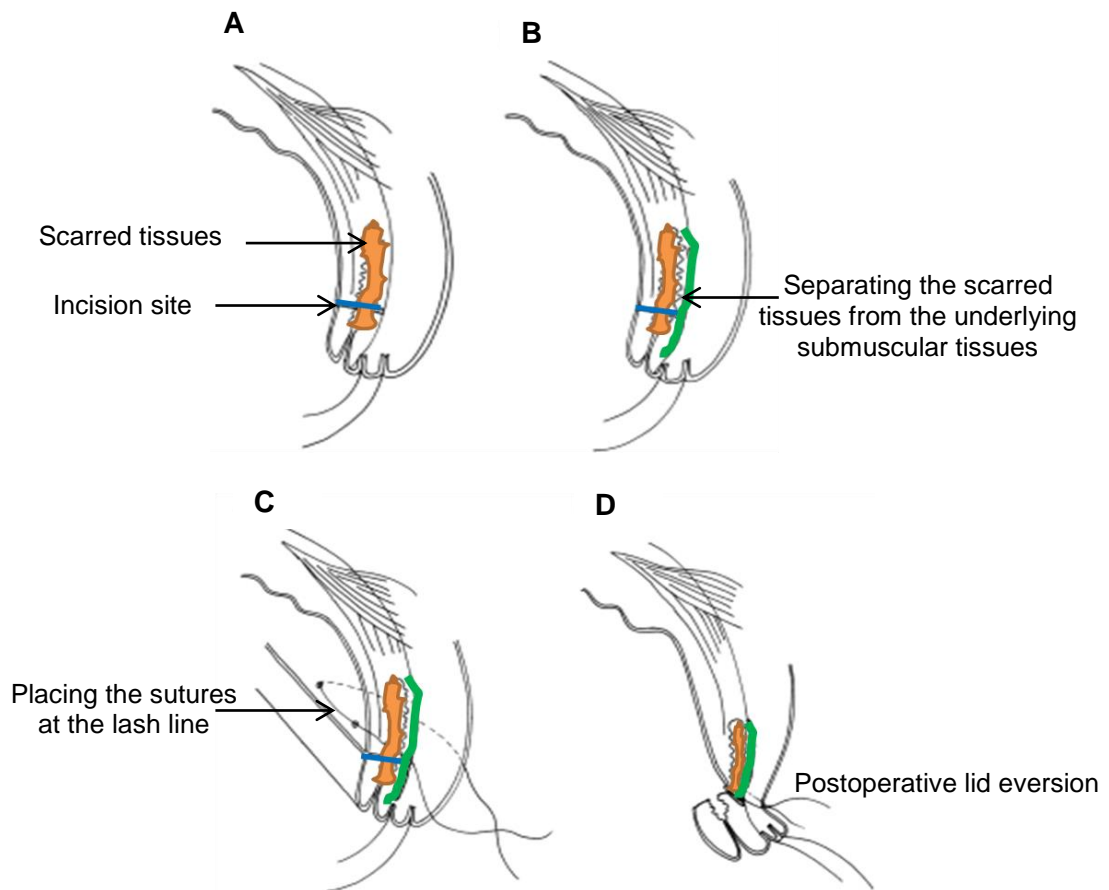 A
B
Scarred tissues
Incision site
Separating the scarred
tissues from the underlying
submuscular tissues
C
D
Placing the sutures
at the lash line
Postoperative lid eversion